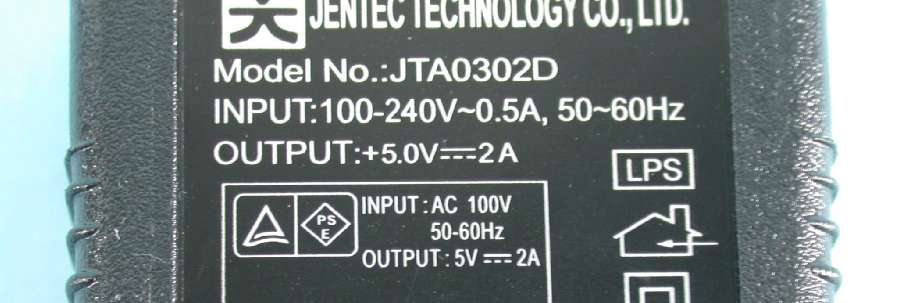 JENTEC TECHNOLOGY CO., LTD.
Model No.:JTA0302D
INPUT:100-240V~0.5A, 50~60Hz
OUTPUT:+5.0V⎓2A
LPS
PS
E
INPUT:AC 100V
50-60Hz
OUTPUT:5V⎓2A